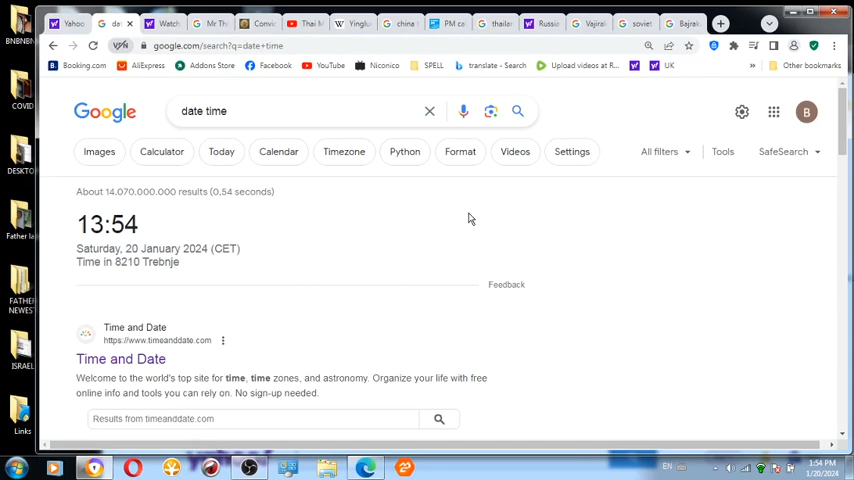 BNBNBN
Yahoo
da
Watch
Mr Th
Convic
Thai M
Yinglu
china t
PM ca
thailar
Russia
Vajiral
soviet
Bajrak
VPN
google.com/search?q=date+time
Booking.com
AliExpress
Addons Store
Facebook
YouTube
Niconico
SPELL
translate - Search
Upload videos at R...
UK
»
Other bookmarks
COVID
DESKTO
Father la
FATHER
NEWEST
ISRAEL
Links
Google
date time
B
Images
Calculator
Today
Calendar
Timezone
Python
Format
Videos
Settings
All filters
Tools
SafeSearch
About 14.070.000.000 results (0,54 seconds)
13:54
Saturday, 20 January 2024 (CET)
Time in 8210 Trebnje
Feedback
Time and Date
https://www.timeanddate.com
Time and Date
Welcome to the world's top site for time, time zones, and astronomy. Organize your life with free
online info and tools you can rely on. No sign-up needed.
Results from timeanddate.com
EN
1:54 PM
1/20/2024